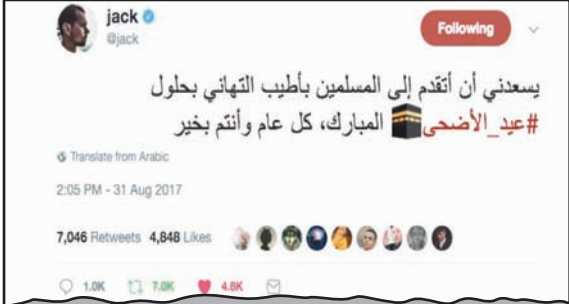 jack
@jack
Following
يسعدني أن أتقدم إلى المسلمين بأطيب التهاني بحلول
#عيد_الأضحى🕋 المبارك، كل عام وأنتم بخير
Translate from Arabic
2:05 PM - 31 Aug 2017
7,046 Retweets 4,848 Likes
1.0K 7.0K 4.8K